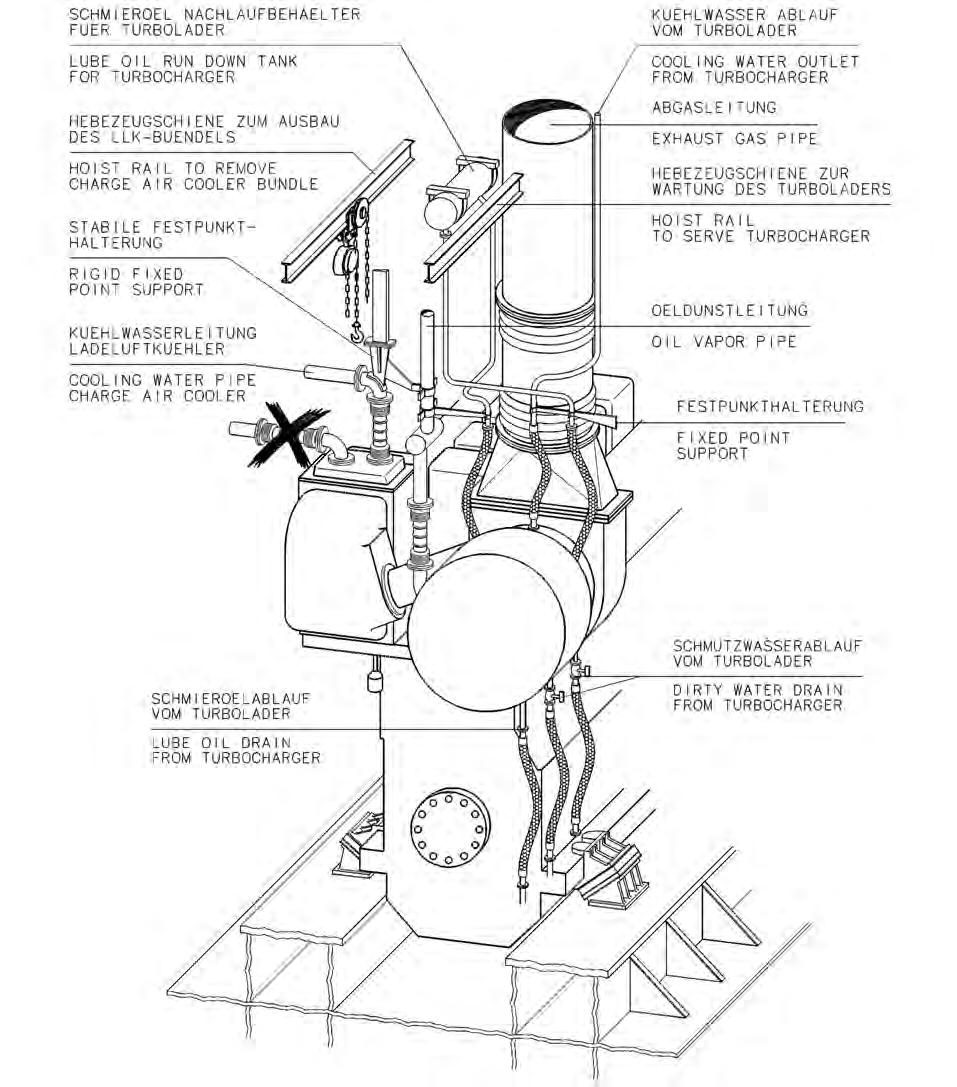 SCHMIEROEL NACHLAUFBEHAELTER
FUER TURBOLADER
LUBE OIL RUN DOWN TANK
FOR TURBOCHARGER
HEBEZEUGSCHIENE ZUM AUSBAU
DES LLK-BUENDELS
HOIST RAIL TO REMOVE
CHARGE AIR COOLER BUNDLE
STABILE FESTPUNKT-
HALTERUNG
RIGID FIXED
POINT SUPPORT
KUEHLWASSERLEITUNG
LADELUFTKUEHLER
COOLING WATER PIPE
CHARGE AIR COOLER
KUEHLWASSER ABLAUF
VOM TURBOLADER
COOLING WATER OUTLET
FROM TURBOCHARGER
ABGASLEITUNG
EXHAUST GAS PIPE
HEBEZEUGSCHIENE ZUR
WARTUNG DES TURBOLADERS
HOIST RAIL
TO SERVE TURBOCHARGER
OELDUNSTLEITUNG
OIL VAPOR PIPE
FESTPUNKTHALTERUNG
FIXED POINT
SUPPORT
SCHMUTZWASSERABLAUF
VOM TURBOLADER
DIRTY WATER DRAIN
FROM TURBOCHARGER
SCHMIEROELABLAUF
VOM TURBOLADER
LUBE OIL DRAIN
FROM TURBOCHARGER